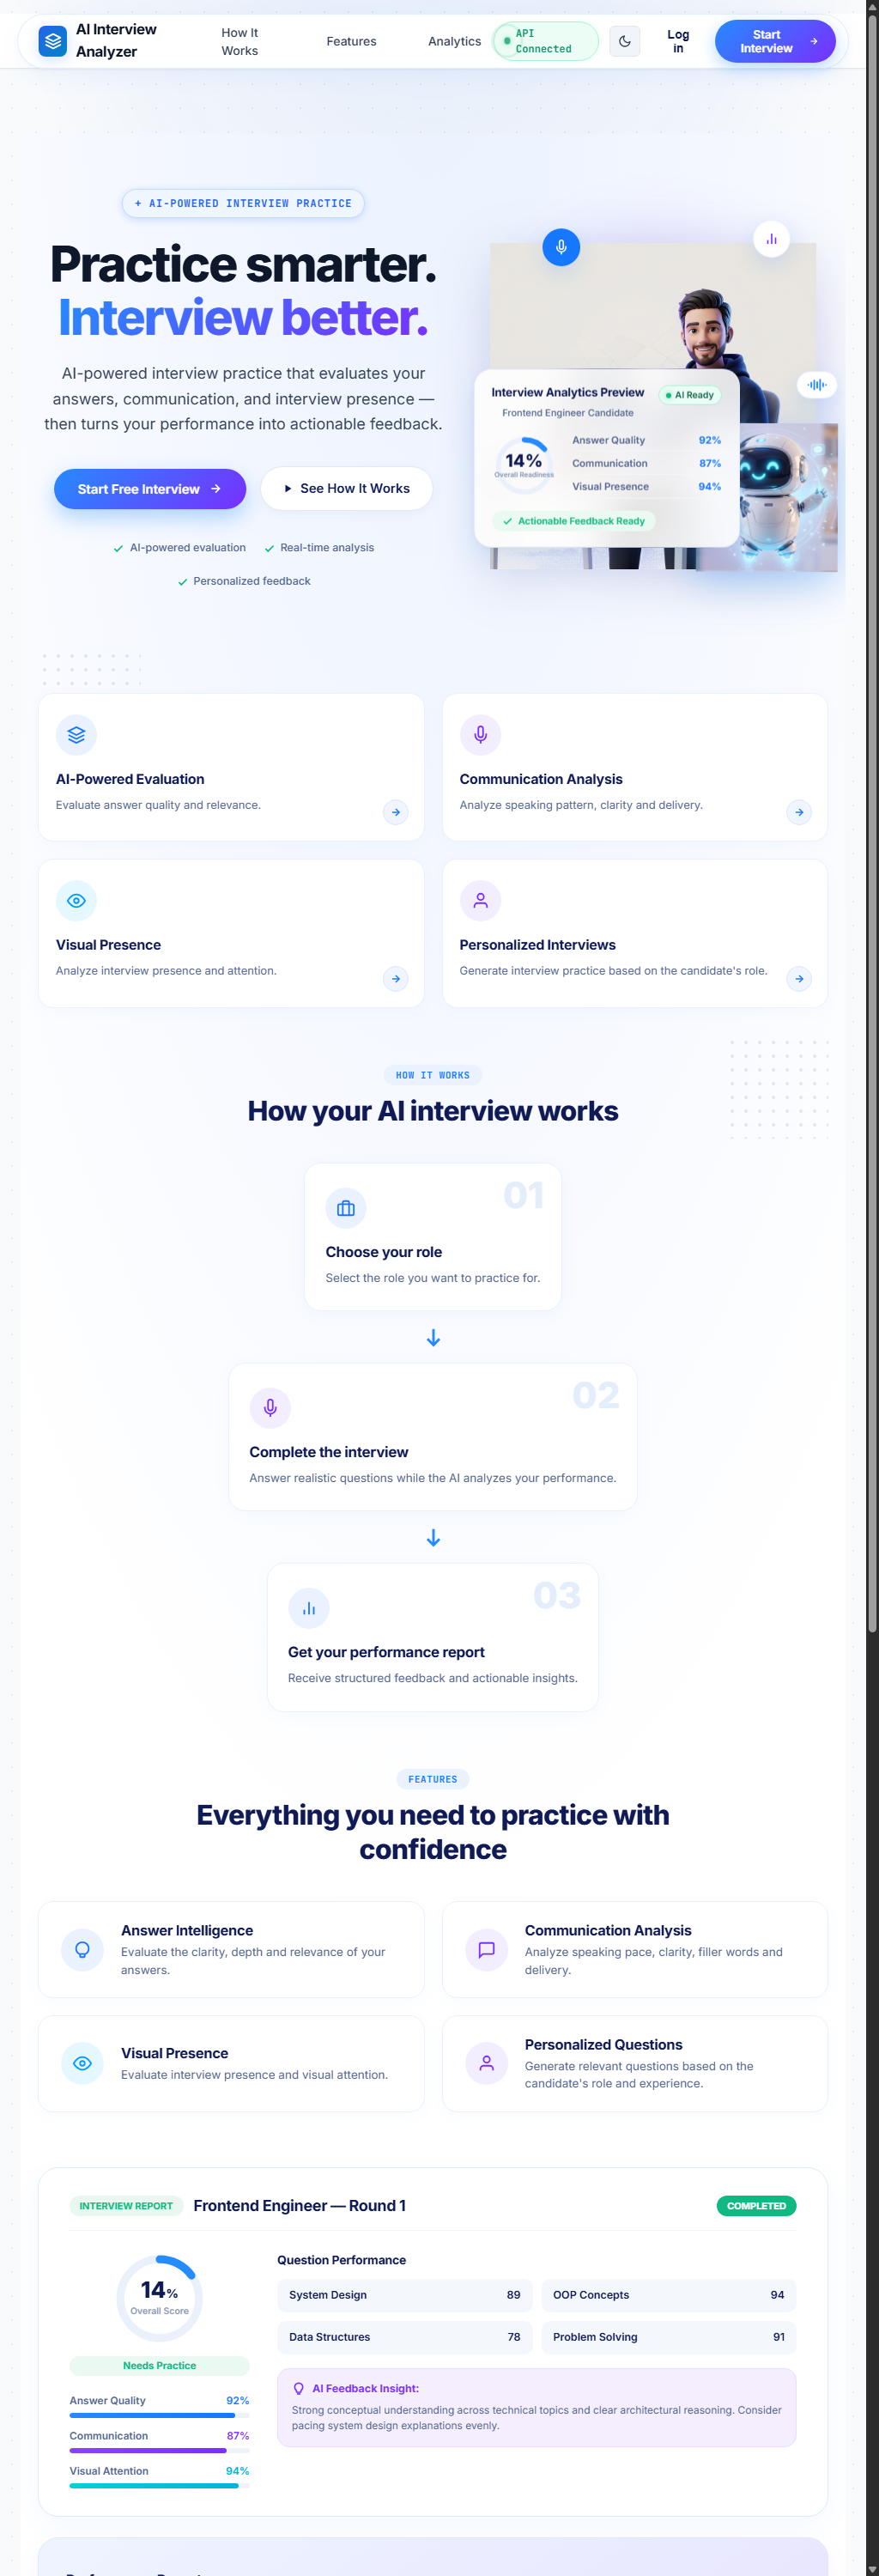 AI Interview
Analyzer
How It
Works
Features
Analytics
API
Connected
Log
in
Start
Interview
+ AI-POWERED INTERVIEW PRACTICE
Practice smarter.
Interview better.
AI-powered interview practice that evaluates your
answers, communication, and interview presence —
then turns your performance into actionable feedback.
Start Free Interview
See How It Works
AI-powered evaluation
Real-time analysis
Personalized feedback
Interview Analytics Preview
AI Ready
Frontend Engineer Candidate
14%
Overall Readiness
Answer Quality 92%
Communication 87%
Visual Presence 94%
Actionable Feedback Ready
AI-Powered Evaluation
Evaluate answer quality and relevance.
Communication Analysis
Analyze speaking pattern, clarity and delivery.
Visual Presence
Analyze interview presence and attention.
Personalized Interviews
Generate interview practice based on the candidate's role.
HOW IT WORKS
How your AI interview works
01
Choose your role
Select the role you want to practice for.
02
Complete the interview
Answer realistic questions while the AI analyzes your performance.
03
Get your performance report
Receive structured feedback and actionable insights.
FEATURES
Everything you need to practice with
confidence
Answer Intelligence
Evaluate the clarity, depth and relevance of your
answers.
Communication Analysis
Analyze speaking pace, clarity, filler words and
delivery.
Visual Presence
Evaluate interview presence and visual attention.
Personalized Questions
Generate relevant questions based on the
candidate's role and experience.
INTERVIEW REPORT
Frontend Engineer — Round 1
COMPLETED
14%
Overall Score
Needs Practice
Answer Quality 92%
Communication 87%
Visual Attention 94%
Question Performance
System Design 89
OOP Concepts 94
Data Structures 78
Problem Solving 91
AI Feedback Insight:
Strong conceptual understanding across technical topics and clear architectural reasoning. Consider
pacing system design explanations evenly.